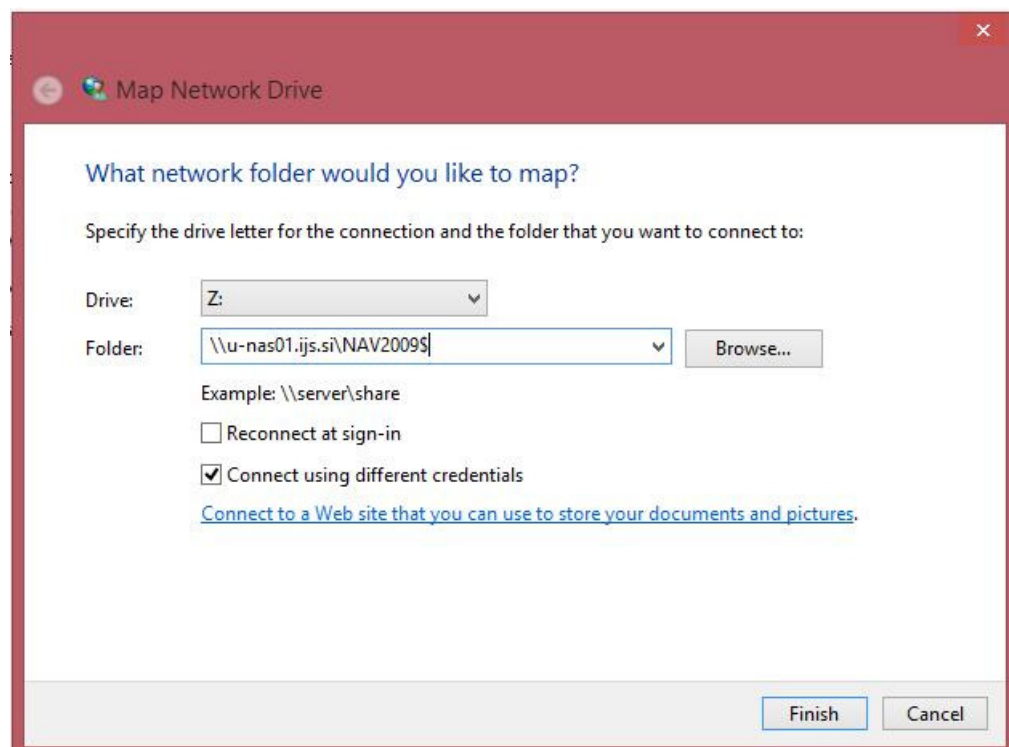 Map Network Drive
What network folder would you like to map?
Specify the drive letter for the connection and the folder that you want to connect to:
Drive: Z:
Folder: \\u-nas01.ijs.si\NAV2009$ Browse...
Example: \\server\share
Reconnect at sign-in
Connect using different credentials
Connect to a Web site that you can use to store your documents and pictures.
Finish Cancel